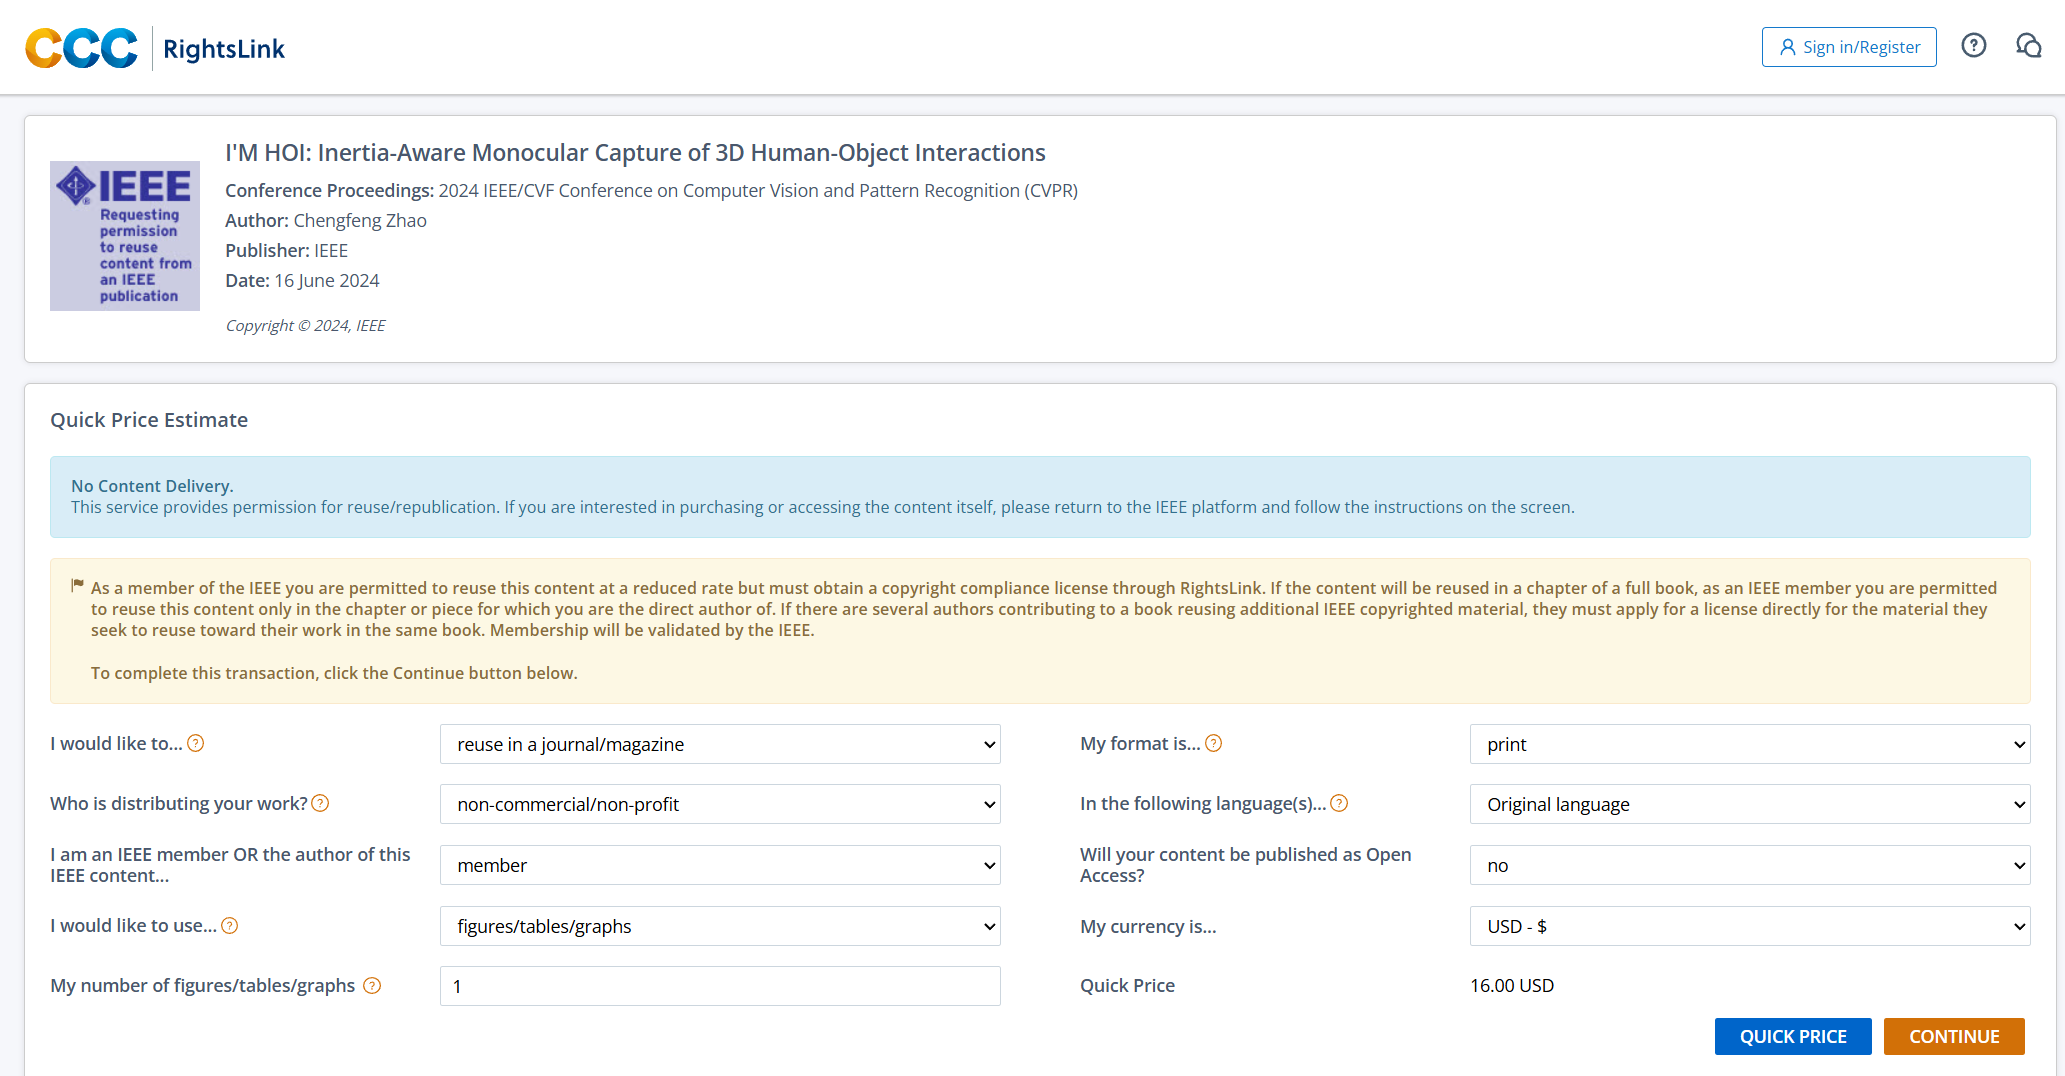 CCC RightsLink
Sign in/Register
?
IEEE
Requesting
permission
to reuse
content from
an IEEE
publication
I'M HOI: Inertia-Aware Monocular Capture of 3D Human-Object Interactions
Conference Proceedings: 2024 IEEE/CVF Conference on Computer Vision and Pattern Recognition (CVPR)
Author: Chengfeng Zhao
Publisher: IEEE
Date: 16 June 2024
Copyright © 2024, IEEE
Quick Price Estimate
No Content Delivery.
This service provides permission for reuse/republication. If you are interested in purchasing or accessing the content itself, please return to the IEEE platform and follow the instructions on the screen.
As a member of the IEEE you are permitted to reuse this content at a reduced rate but must obtain a copyright compliance license through RightsLink. If the content will be reused in a chapter of a full book, as an IEEE member you are permitted
to reuse this content only in the chapter or piece for which you are the direct author of. If there are several authors contributing to a book reusing additional IEEE copyrighted material, they must apply for a license directly for the material they
seek to reuse toward their work in the same book. Membership will be validated by the IEEE.
To complete this transaction, click the Continue button below.
I would like to... ?
reuse in a journal/magazine
My format is... ?
print
Who is distributing your work? ?
non-commercial/non-profit
In the following language(s)... ?
Original language
I am an IEEE member OR the author of this
IEEE content...
member
Will your content be published as Open
Access?
no
I would like to use... ?
figures/tables/graphs
My currency is...
USD - $
My number of figures/tables/graphs ?
1
Quick Price
16.00 USD
QUICK PRICE
CONTINUE